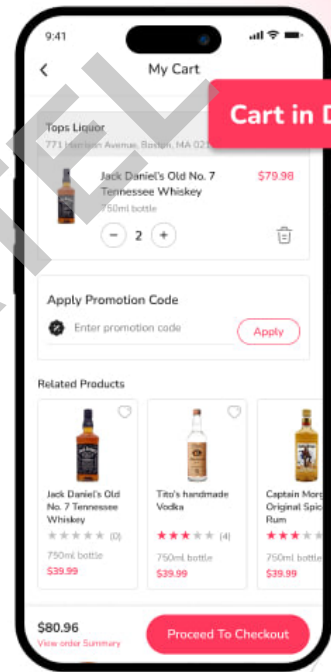 9:41
My Cart
Cart in D
Tops Liquor
771 Harrison Avenue, Boston, MA 021
Jack Daniel's Old No. 7
$79.98
Tennessee Whiskey
750ml bottle
2
Apply Promotion Code
Enter promotion code
Apply
Related Products
Jack Daniel's Old
No. 7 Tennessee
Whiskey
(0)
750ml bottle
$39.99
Tito's handmade
Vodka
(4)
750ml bottle
$39.99
Captain Morg
Original Spic
Rum
750ml bottle
$39.99
$80.96
View order Summary
Proceed To Checkout